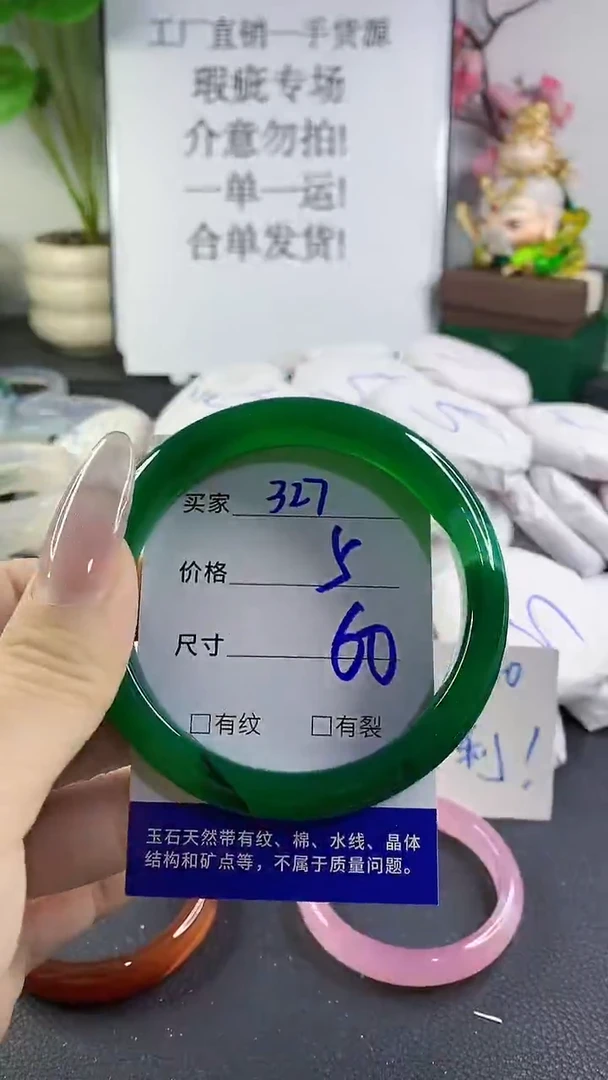 工厂直销一手货源
瑕疵专场
介意勿拍!
一单一运!
合单发货!
买家 327
价格 5
尺寸 60
□有纹 □有裂
玉石天然带有纹、棉、水线、晶体
结构和矿点等，不属于质量问题。